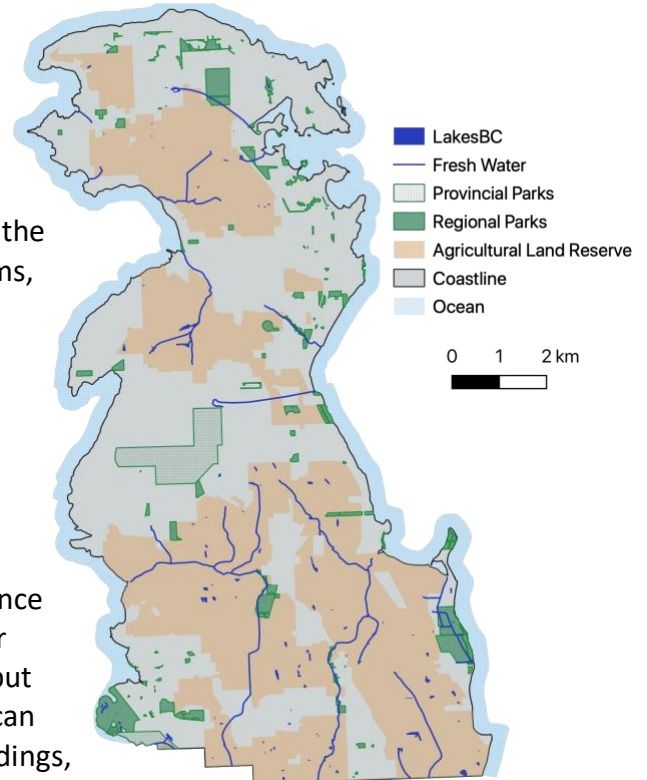 LakesBC
Fresh Water
Provincial Parks
Regional Parks
Agricultural Land Reserve
Coastline
Ocean
0 1 2 km
the
ns,
nce
r
out
can
dings,